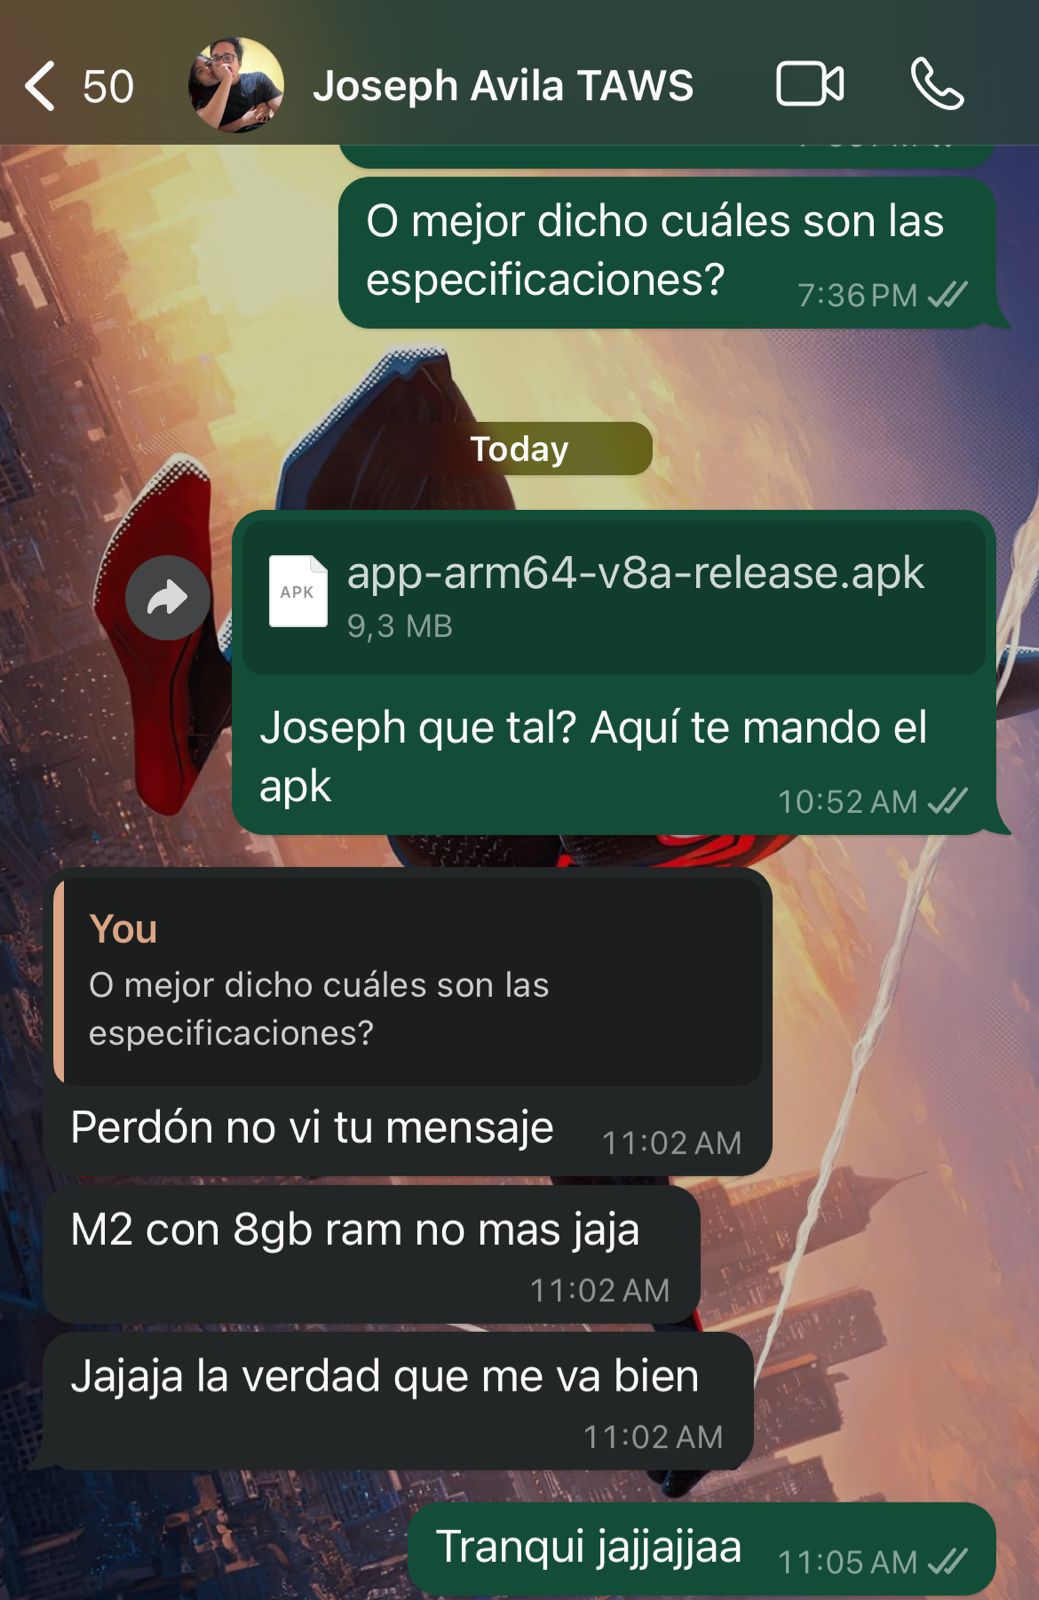 50
Joseph Avila TAWS
O mejor dicho cuáles son las
especificaciones?
7:36 PM
Today
APK
app-arm64-v8a-release.apk
9,3 MB
Joseph que tal? Aquí te mando el
apk
10:52 AM
You
O mejor dicho cuáles son las
especificaciones?
Perdón no vi tu mensaje
11:02 AM
M2 con 8gb ram no mas jaja
11:02 AM
Jajaja la verdad que me va bien
11:02 AM
Tranqui jajjajjaa
11:05 AM